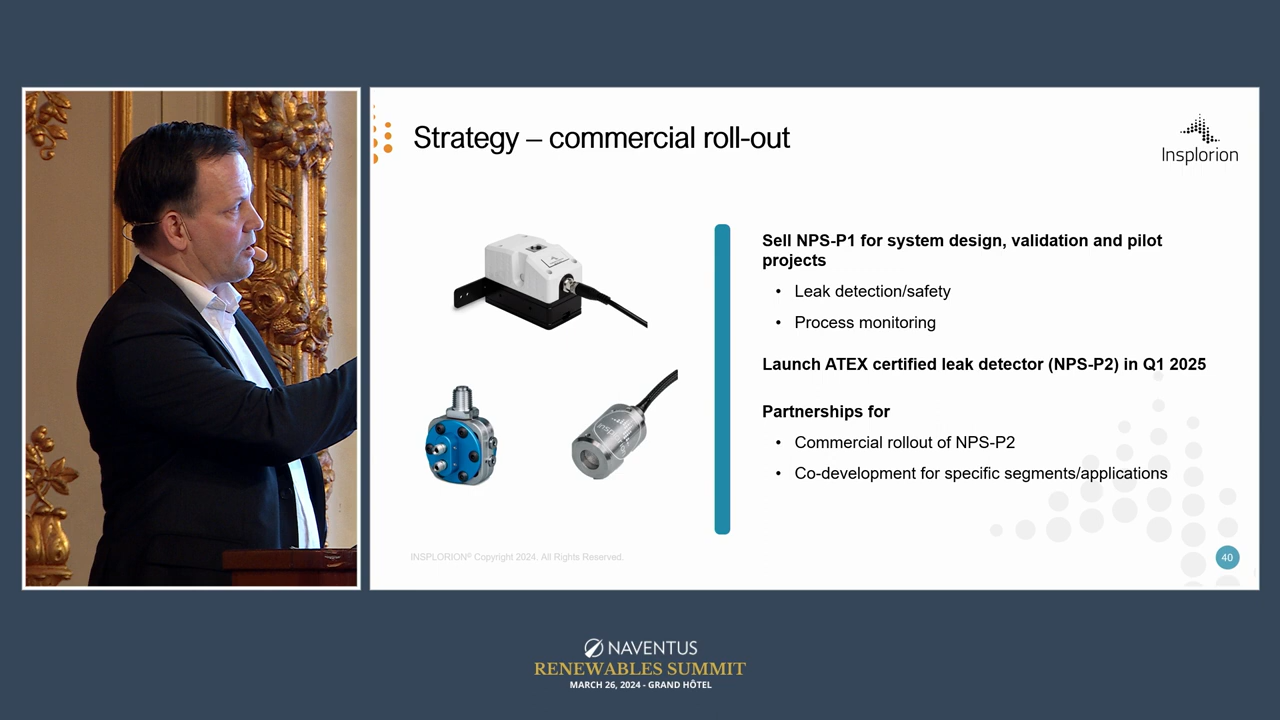 Strategy – commercial roll-out
Insplorion
Sell NPS-P1 for system design, validation and pilot
projects
• Leak detection/safety
• Process monitoring
Launch ATEX certified leak detector (NPS-P2) in Q1 2025
Partnerships for
• Commercial rollout of NPS-P2
• Co-development for specific segments/applications
INSPLORION© Copyright 2024. All Rights Reserved.
40
NAVENTUS
RENEWABLES SUMMIT
MARCH 26, 2024 - GRAND HÔTEL